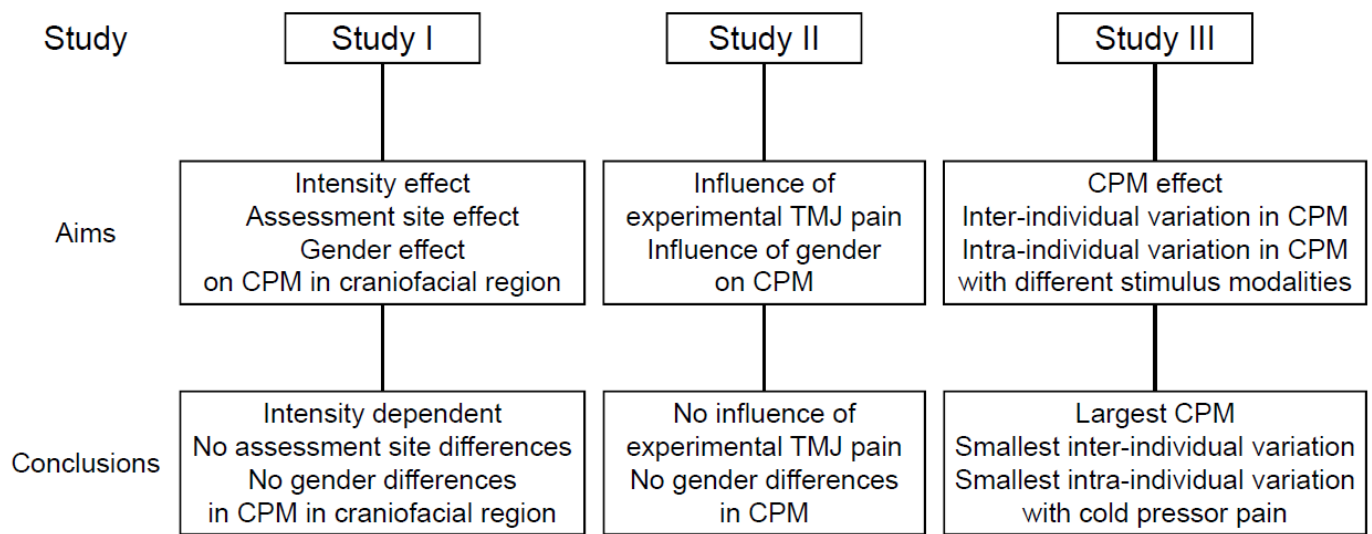 Study
Study I
Study II
Study III
Aims
Intensity effect
Assessment site effect
Gender effect
on CPM in craniofacial region
Influence of
experimental TMJ pain
Influence of gender
on CPM
CPM effect
Inter-individual variation in CPM
Intra-individual variation in CPM
with different stimulus modalities
Conclusions
Intensity dependent
No assessment site differences
No gender differences
in CPM in craniofacial region
No influence of
experimental TMJ pain
No gender differences
in CPM
Largest CPM
Smallest inter-individual variation
Smallest intra-individual variation
with cold pressor pain